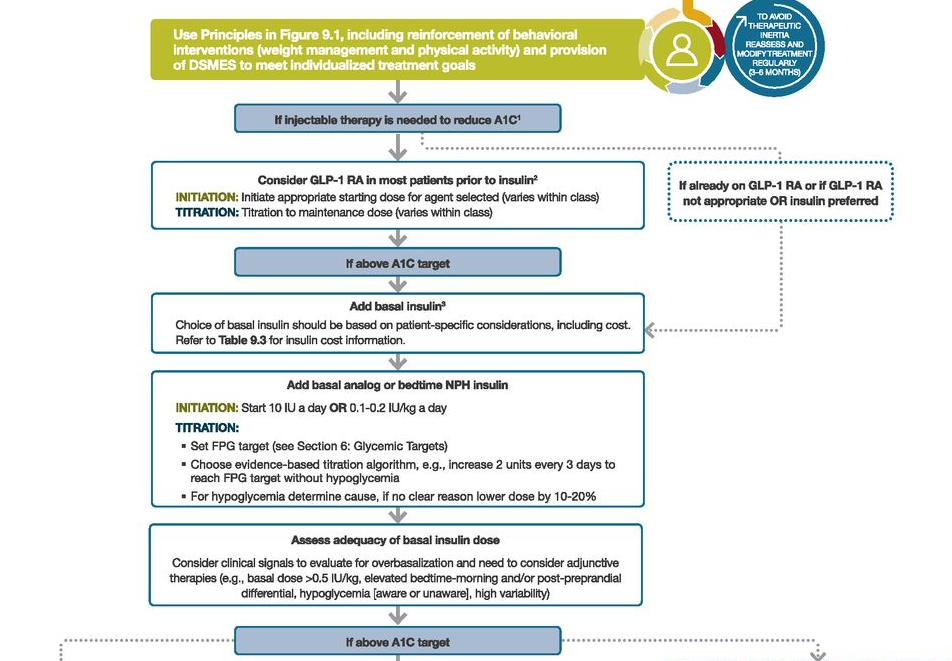 Use Principles in Figure 9.1, including reinforcement of behavioral
interventions (weight management and physical activity) and provision
of DSMES to meet individualized treatment goals
TO AVOID
THERAPEUTIC
INERTIA
REASSESS AND
MODIFY TREATMENT
REGULARLY
(3-6 MONTHS)
If injectable therapy is needed to reduce A1C¹
Consider GLP-1 RA in most patients prior to insulin²
INITIATION: Initiate appropriate starting dose for agent selected (varies within class)
TITRATION: Titration to maintenance dose (varies within class)
If already on GLP-1 RA or if GLP-1 RA
not appropriate OR insulin preferred
If above A1C target
Add basal insulin³
Choice of basal insulin should be based on patient-specific considerations, including cost.
Refer to Table 9.3 for insulin cost information.
Add basal analog or bedtime NPH insulin
INITIATION: Start 10 IU a day OR 0.1-0.2 IU/kg a day
TITRATION:
▪ Set FPG target (see Section 6: Glycemic Targets)
▪ Choose evidence-based titration algorithm, e.g., increase 2 units every 3 days to
reach FPG target without hypoglycemia
▪ For hypoglycemia determine cause, if no clear reason lower dose by 10-20%
Assess adequacy of basal insulin dose
Consider clinical signals to evaluate for overbasalization and need to consider adjunctive
therapies (e.g., basal dose >0.5 IU/kg, elevated bedtime-morning and/or post-preprandial
differential, hypoglycemia [aware or unaware], high variability)
If above A1C target